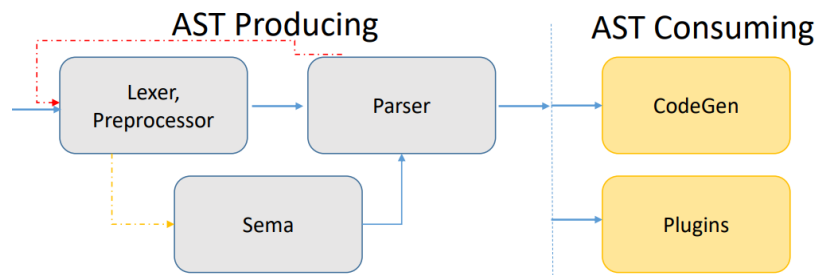 AST Producing
AST Consuming
Lexer,
Preprocessor
Parser
CodeGen
Sema
Plugins